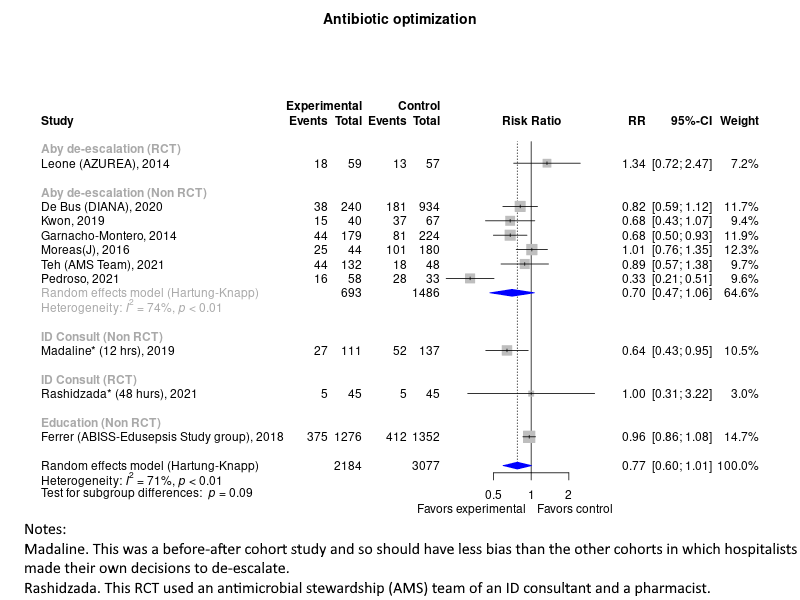 Antibiotic optimization
Experimental Control
Study Events Total Events Total Risk Ratio RR 95%-CI Weight
Aby de-escalation (RCT)
Leone (AZUREA), 2014 18 59 13 57 1.34 [0.72; 2.47] 7.2%
Aby de-escalation (Non RCT)
De Bus (DIANA), 2020 38 240 181 934 0.82 [0.59; 1.12] 11.7%
Kwon, 2019 15 40 37 67 0.68 [0.43; 1.07] 9.4%
Garnacho-Montero, 2014 44 179 81 224 0.68 [0.50; 0.93] 11.9%
Moreas(J), 2016 25 44 101 180 1.01 [0.76; 1.35] 12.3%
Teh (AMS Team), 2021 44 132 18 48 0.89 [0.57; 1.38] 9.7%
Pedroso, 2021 16 58 28 33 0.33 [0.21; 0.51] 9.6%
Random effects model (Hartung-Knapp) 693 1486 0.70 [0.47; 1.06] 64.6%
Heterogeneity: I² = 74%, p < 0.01
ID Consult (Non RCT)
Madaline* (12 hrs), 2019 27 111 52 137 0.64 [0.43; 0.95] 10.5%
ID Consult (RCT)
Rashidzada* (48 hurs), 2021 5 45 5 45 1.00 [0.31; 3.22] 3.0%
Education (Non RCT)
Ferrer (ABISS-Edusepsis Study group), 2018 375 1276 412 1352 0.96 [0.86; 1.08] 14.7%
Random effects model (Hartung-Knapp) 2184 3077 0.77 [0.60; 1.01] 100.0%
Heterogeneity: I² = 71%, p < 0.01
Test for subgroup differences: p = 0.09
0.5 1 2
Favors experimental Favors control
Notes:
Madaline. This was a before-after cohort study and so should have less bias than the other cohorts in which hospitalists
made their own decisions to de-escalate.
Rashidzada. This RCT used an antimicrobial stewardship (AMS) team of an ID consultant and a pharmacist.